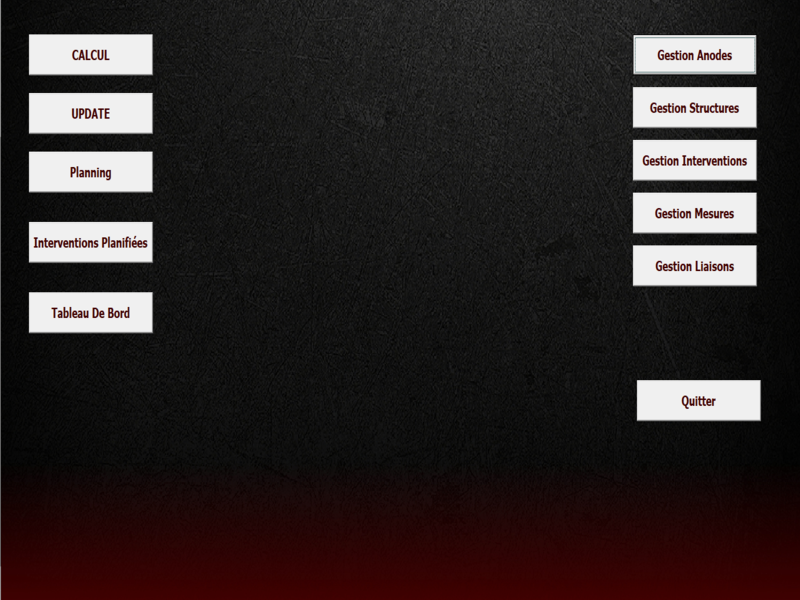 CALCUL
UPDATE
Planning
Interventions Planifiées
Tableau De Bord
Gestion Anodes
Gestion Structures
Gestion Interventions
Gestion Mesures
Gestion Liaisons
Quitter